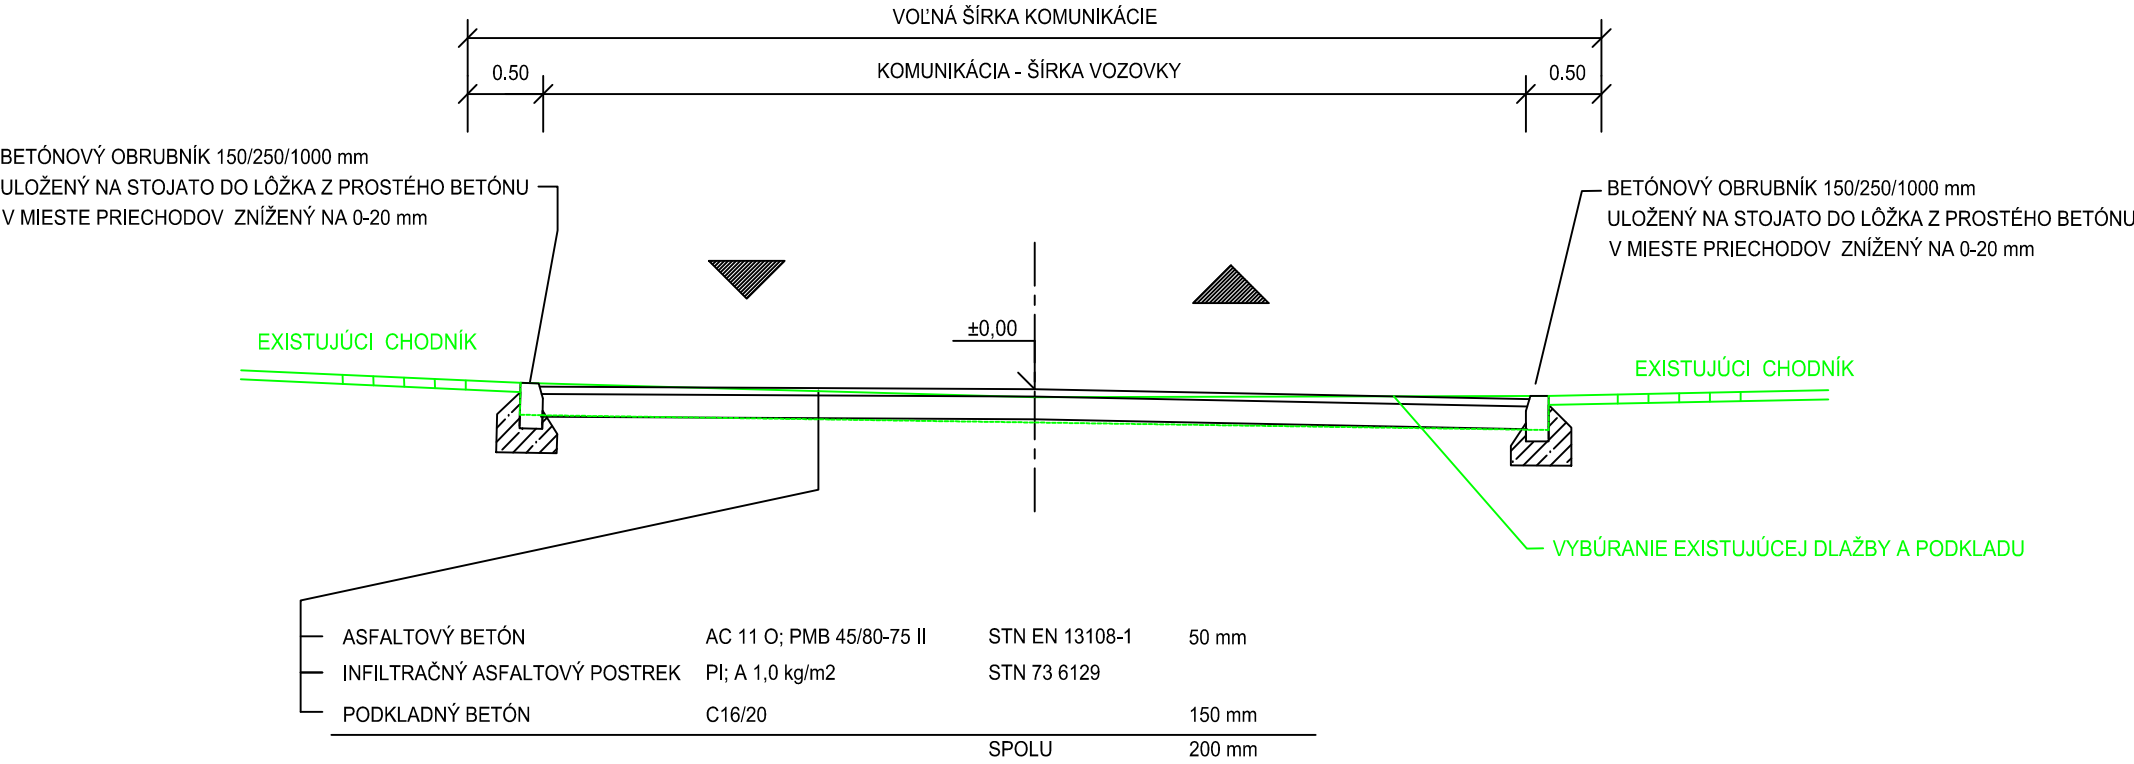 VOĽNÁ ŠÍRKA KOMUNIKÁCIE
0.50
KOMUNIKÁCIA - ŠÍRKA VOZOVKY
0.50
BETÓNOVÝ OBRUBNÍK 150/250/1000 mm
ULOŽENÝ NA STOJATO DO LÔŽKA Z PROSTÉHO BETÓNU
V MIESTE PRIECHODOV ZNÍŽENÝ NA 0-20 mm
BETÓNOVÝ OBRUBNÍK 150/250/1000 mm
ULOŽENÝ NA STOJATO DO LÔŽKA Z PROSTÉHO BETÓNU
V MIESTE PRIECHODOV ZNÍŽENÝ NA 0-20 mm
±0,00
EXISTUJÚCI CHODNÍK
EXISTUJÚCI CHODNÍK
VYBÚRANIE EXISTUJÚCEJ DLAŽBY A PODKLADU
ASFALTOVÝ BETÓN AC 11 O; PMB 45/80-75 II STN EN 13108-1 50 mm
INFILTRAČNÝ ASFALTOVÝ POSTREK PI; A 1,0 kg/m2 STN 73 6129
PODKLADNÝ BETÓN C16/20 150 mm
SPOLU 200 mm